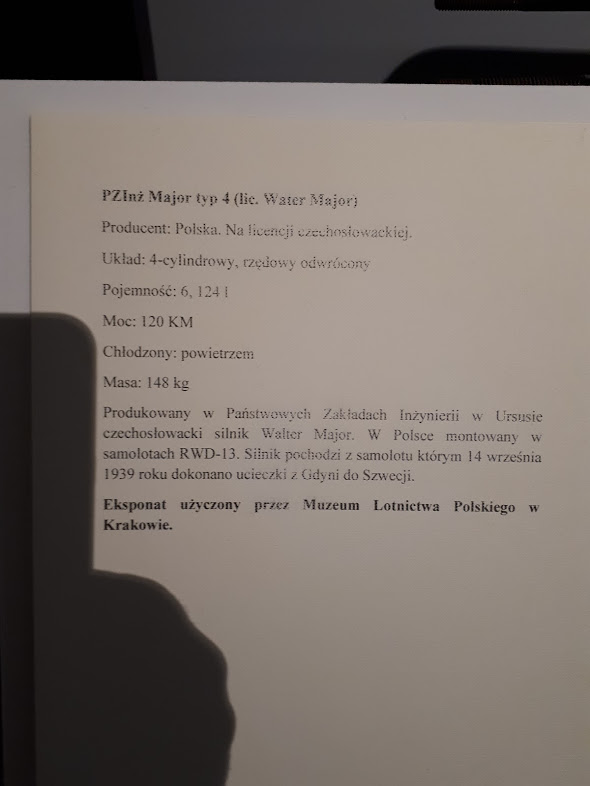 PZInż Major typ 4 (lic. Water Major)
Producent: Polska. Na licencji czechosłowackiej.
Układ: 4-cylindrowy, rzędowy odwrócony
Pojemność: 6, 124 l
Moc: 120 KM
Chłodzony: powietrzem
Masa: 148 kg
Produkowany w Państwowych Zakładach Inżynierii w Ursusie
czechosłowacki silnik Walter Major. W Polsce montowany w
samolotach RWD-13. Silnik pochodzi z samolotu którym 14 września
1939 roku dokonano ucieczki z Gdyni do Szwecji.
Eksponat użyczony przez Muzeum Lotnictwa Polskiego w
Krakowie.